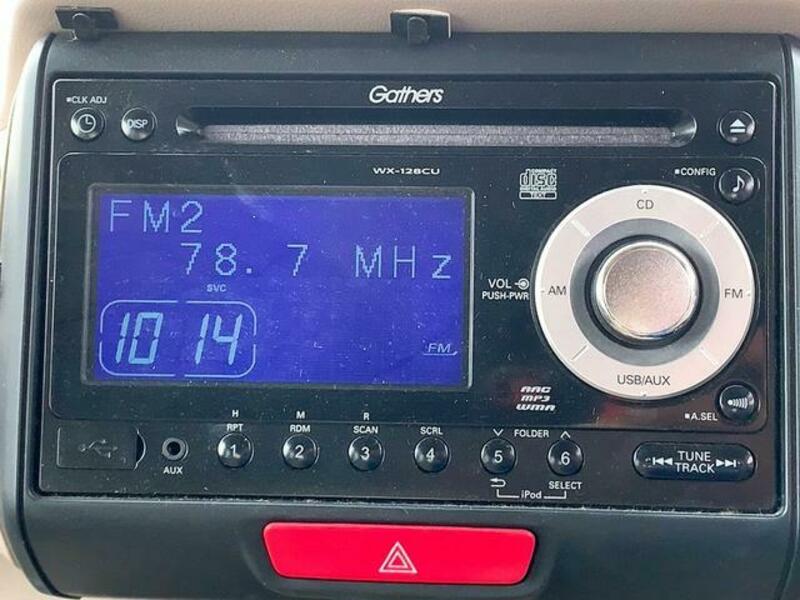 Gathers
■CLK ADJ
DISP
WX-128CU
COMPACT
disc
DIGITAL AUDIO
TEXT
■CONFIG
FM2
78.7 MHz
SVC
10 14
FM
CD
AM
FM
USB/AUX
VOL
PUSH-PWR
AAC
MP3
WMA
■A.SEL
H
M
R
RPT
RDM
SCAN
SCRL
FOLDER
1
2
3
4
5
6
AUX
SELECT
iPod
TUNE
TRACK